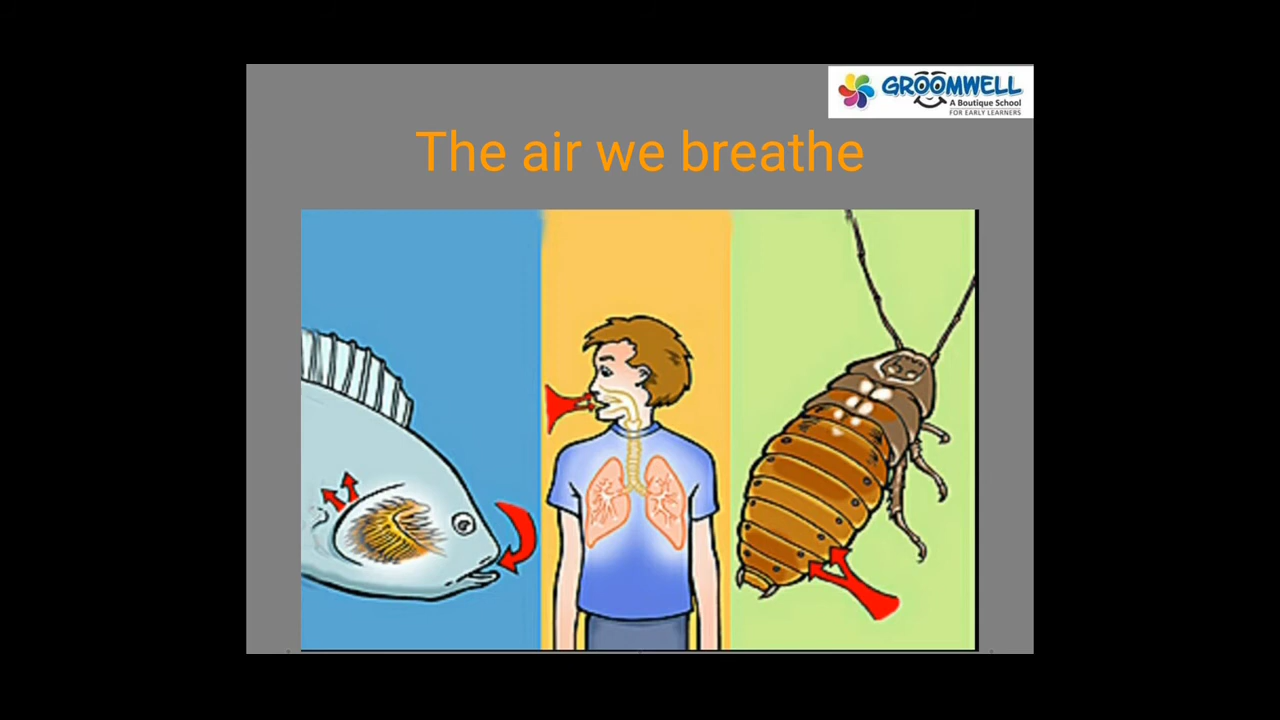 GROOMWELL
A Boutique School
FOR EARLY LEARNERS
The air we breathe